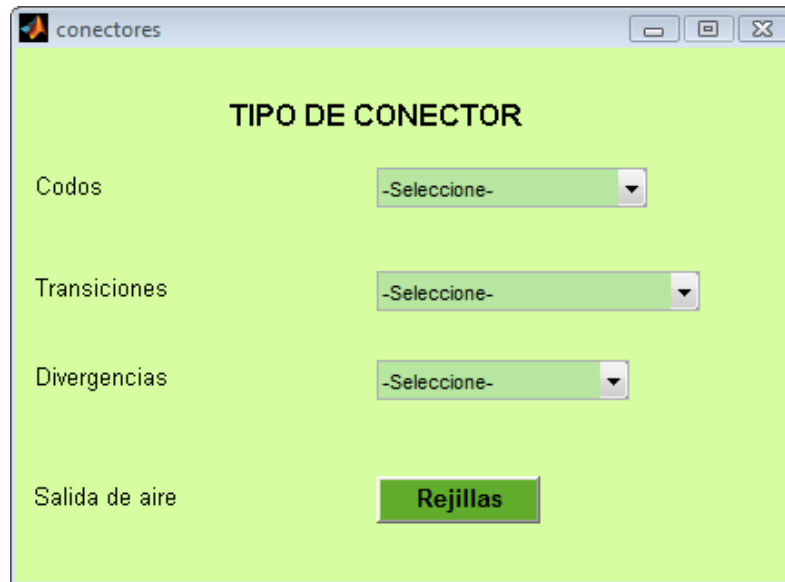 conectores
TIPO DE CONECTOR
Codos -Seleccione-
Transiciones -Seleccione-
Divergencias -Seleccione-
Salida de aire Rejillas